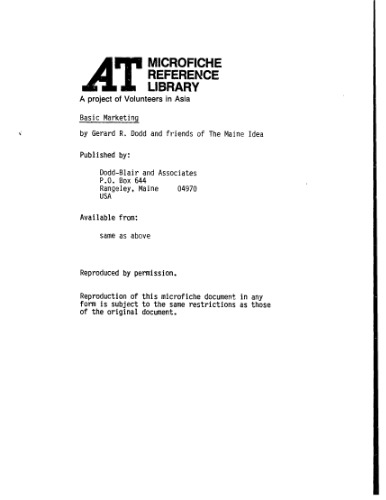 AT MICROFICHE
REFERENCE
LIBRARY
A project of Volunteers in Asia
Basic Marketing
by Gerard R. Dodd and friends of The Maine Idea
Published by:
Dodd-Blair and Associates
P.O. Box 644
Rangeley, Maine 04970
USA
Available from:
same as above
Reproduced by permission.
Reproduction of this microfiche document in any
form is subject to the same restrictions as those
of the original document.